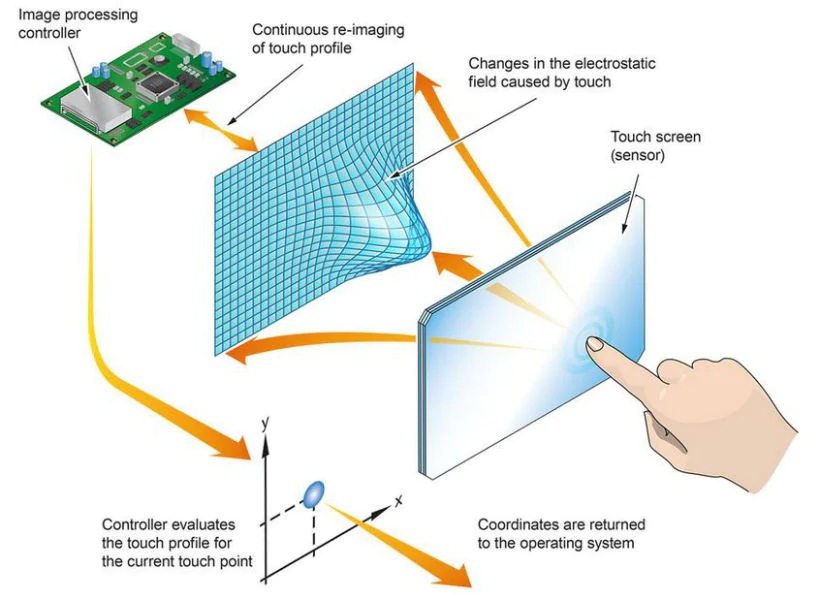 Image processing
controller
Continuous re-imaging
of touch profile
Changes in the electrostatic
field caused by touch
Touch screen
(sensor)
y
x
Controller evaluates
the touch profile for
the current touch point
Coordinates are returned
to the operating system